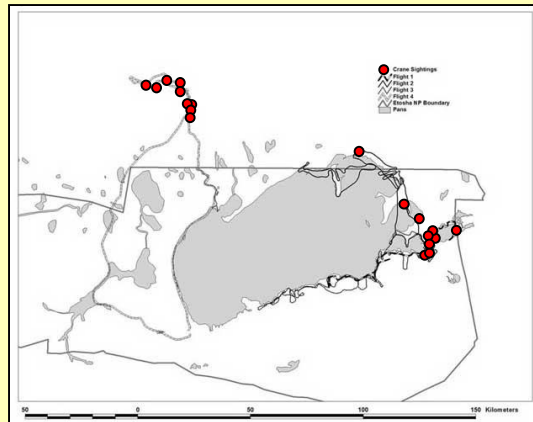 Crane Sightings
Flight 1
Flight 2
Flight 3
Flight 4
Etosha NP Boundary
Pans
50 0 50 100 150 Kilometers